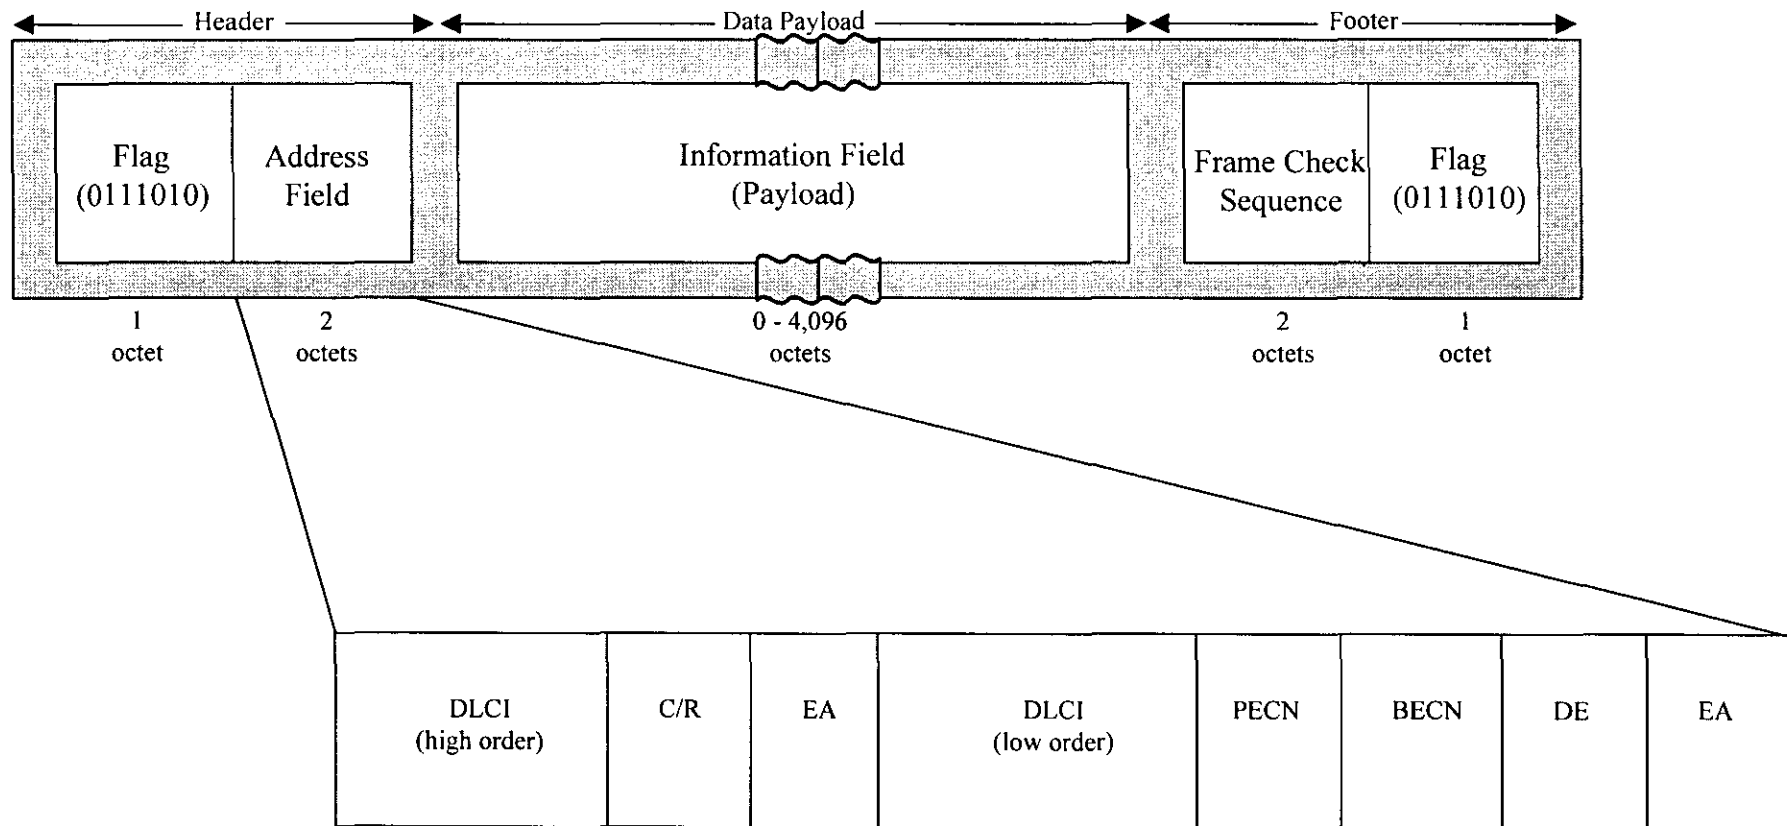 Header
Data Payload
Footer
Flag
(0111010)
Address
Field
Information Field
(Payload)
Frame Check
Sequence
Flag
(0111010)
1
octet
2
octets
0 - 4,096
octets
2
octets
1
octet
DLCI
(high order)
C/R
EA
DLCI
(low order)
PECN
BECN
DE
EA